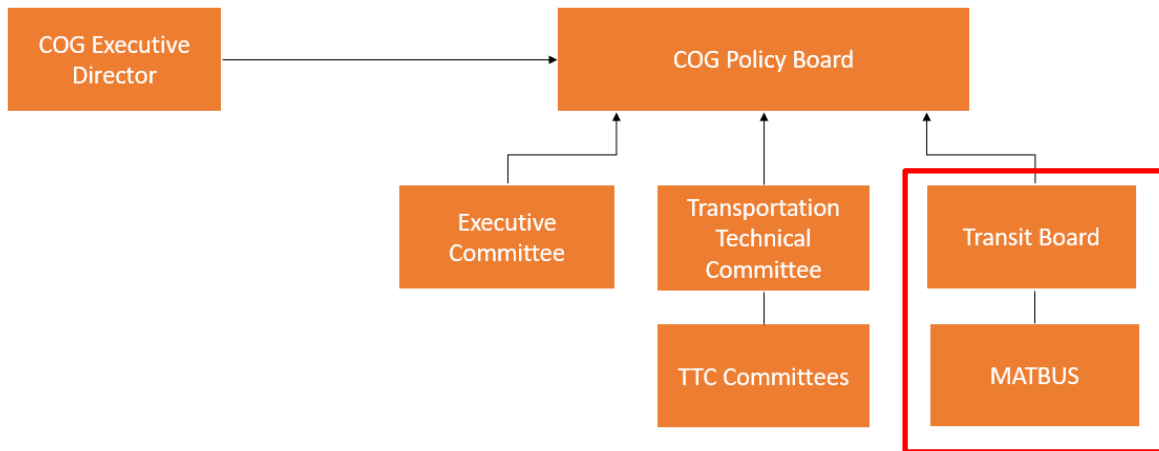 COG Executive
Director
COG Policy Board
Executive
Committee
Transportation
Technical
Committee
Transit Board
TTC Committees
MATBUS